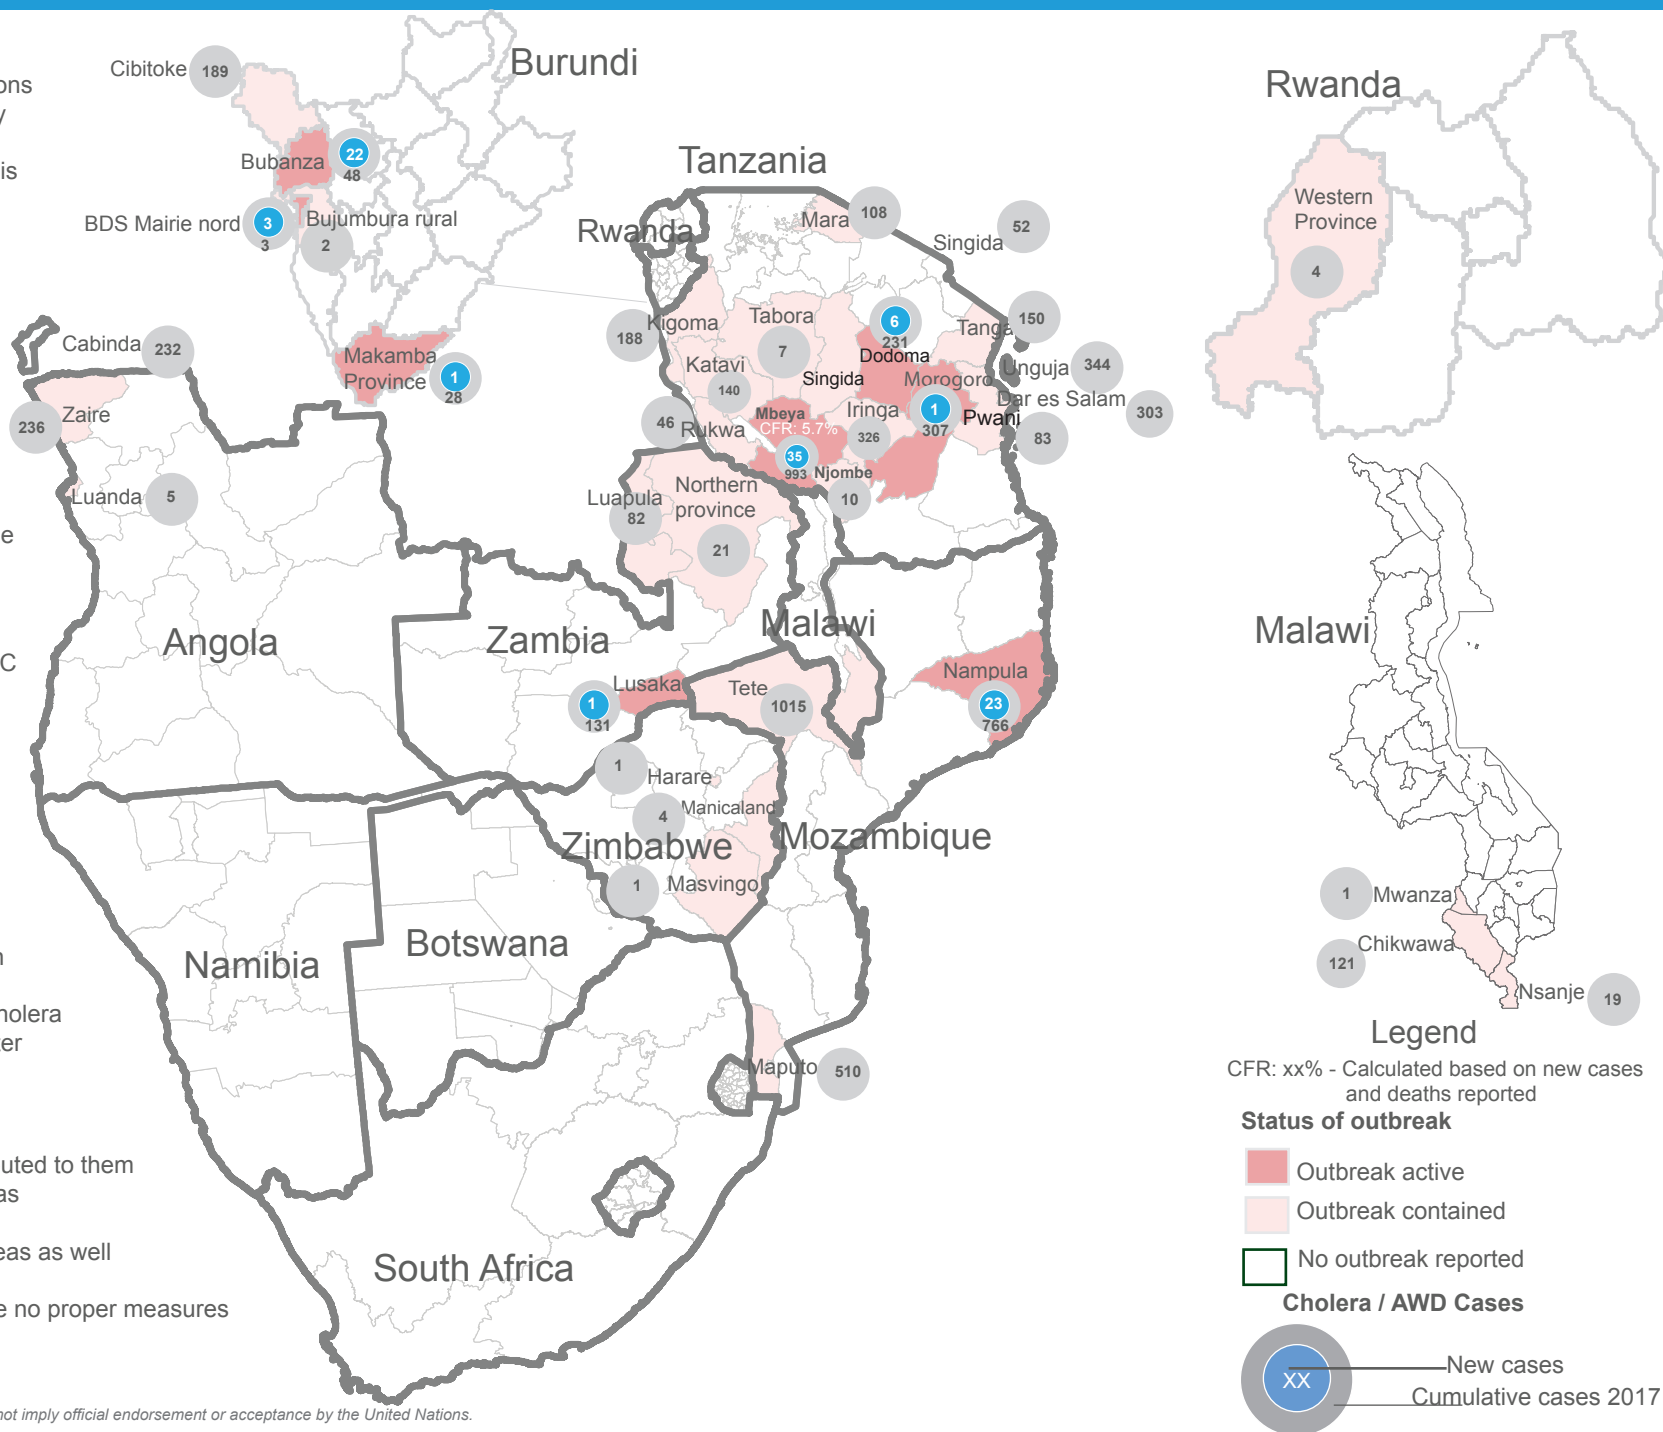 ons
y
is
e
C
n
holera
ter
uted to them
as
eas as well
e no proper measures
not imply official endorsement or acceptance by the United Nations.
Burundi
Cibitoke
189
Bubanza
22
48
BDS Mairie nord
3
3
Bujumbura rural
2
Makamba
Province
1
28
Tanzania
Rwanda
Mara
108
Singida
52
Kigoma
188
Tabora
7
6
231
Dodoma
Tanga
150
Katavi
140
Singida
Morogoro
1
307
Unguja
344
Dar es Salam
303
Pwani
83
46
Rukwa
Mbeya
CFR: 5.7%
35
993
Iringa
326
Njombe
10
Cabinda
232
Zaire
236
Luanda
5
Angola
Luapula
82
Northern
province
21
Zambia
Malawi
Lusaka
1
131
Tete
1015
Nampula
23
766
1
Harare
4
Manicaland
Zimbabwe
1
Masvingo
Mozambique
Namibia
Botswana
Maputo
510
South Africa
Rwanda
Western
Province
4
Malawi
1
Mwanza
Chikwawa
121
Nsanje
19
Legend
CFR: xx% - Calculated based on new cases
and deaths reported
Status of outbreak
Outbreak active
Outbreak contained
No outbreak reported
Cholera / AWD Cases
XX
New cases
Cumulative cases 2017